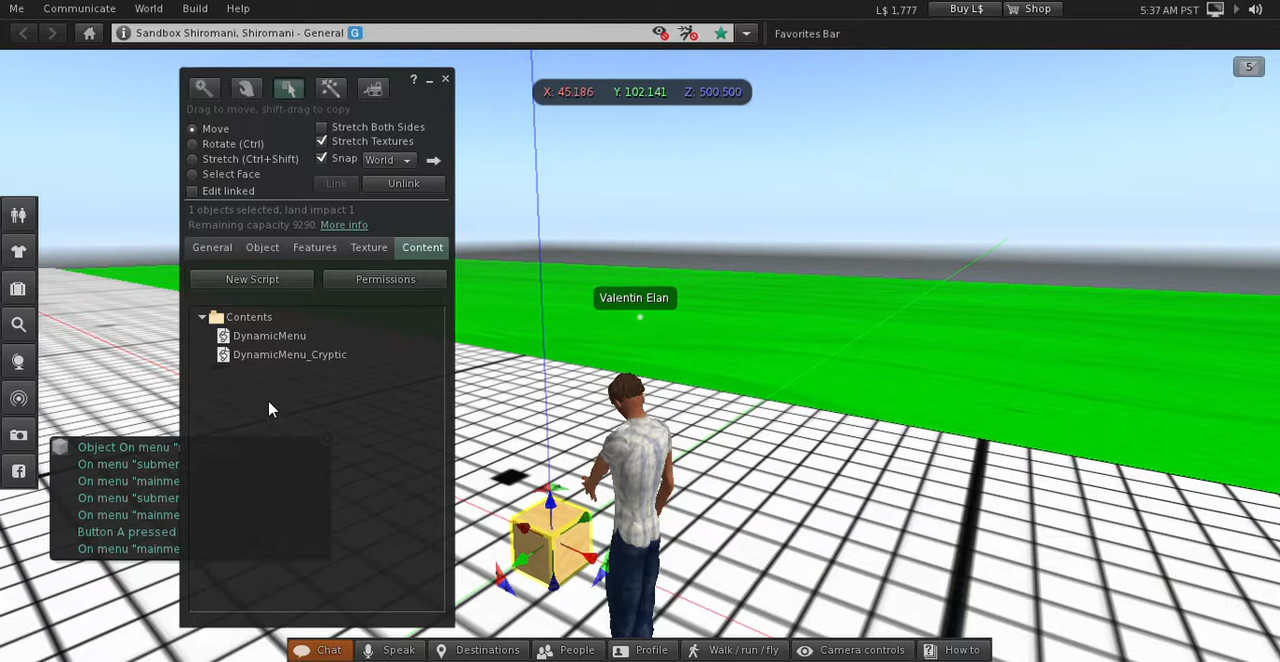 Me Communicate World Build Help
L$ 1,777 Buy L$ Shop 5:37 AM PST
i Sandbox Shiromani, Shiromani - General G
Favorites Bar
5
? _ ×
Drag to move, shift-drag to copy
Move
Rotate (Ctrl)
Stretch (Ctrl+Shift)
Select Face
Edit linked
Stretch Both Sides
Stretch Textures
Snap World
Link Unlink
1 objects selected, land impact 1
Remaining capacity 9290. More info
General Object Features Texture Content
New Script Permissions
Contents
DynamicMenu
DynamicMenu_Cryptic
X: 45.186 Y: 102.141 Z: 500.500
Valentin Elan
Object On menu "
On menu "subme
On menu "mainme
On menu "subme
On menu "mainme
Button A pressed
On menu "mainme
Chat Speak Destinations People Profile Walk / run / fly Camera controls How to